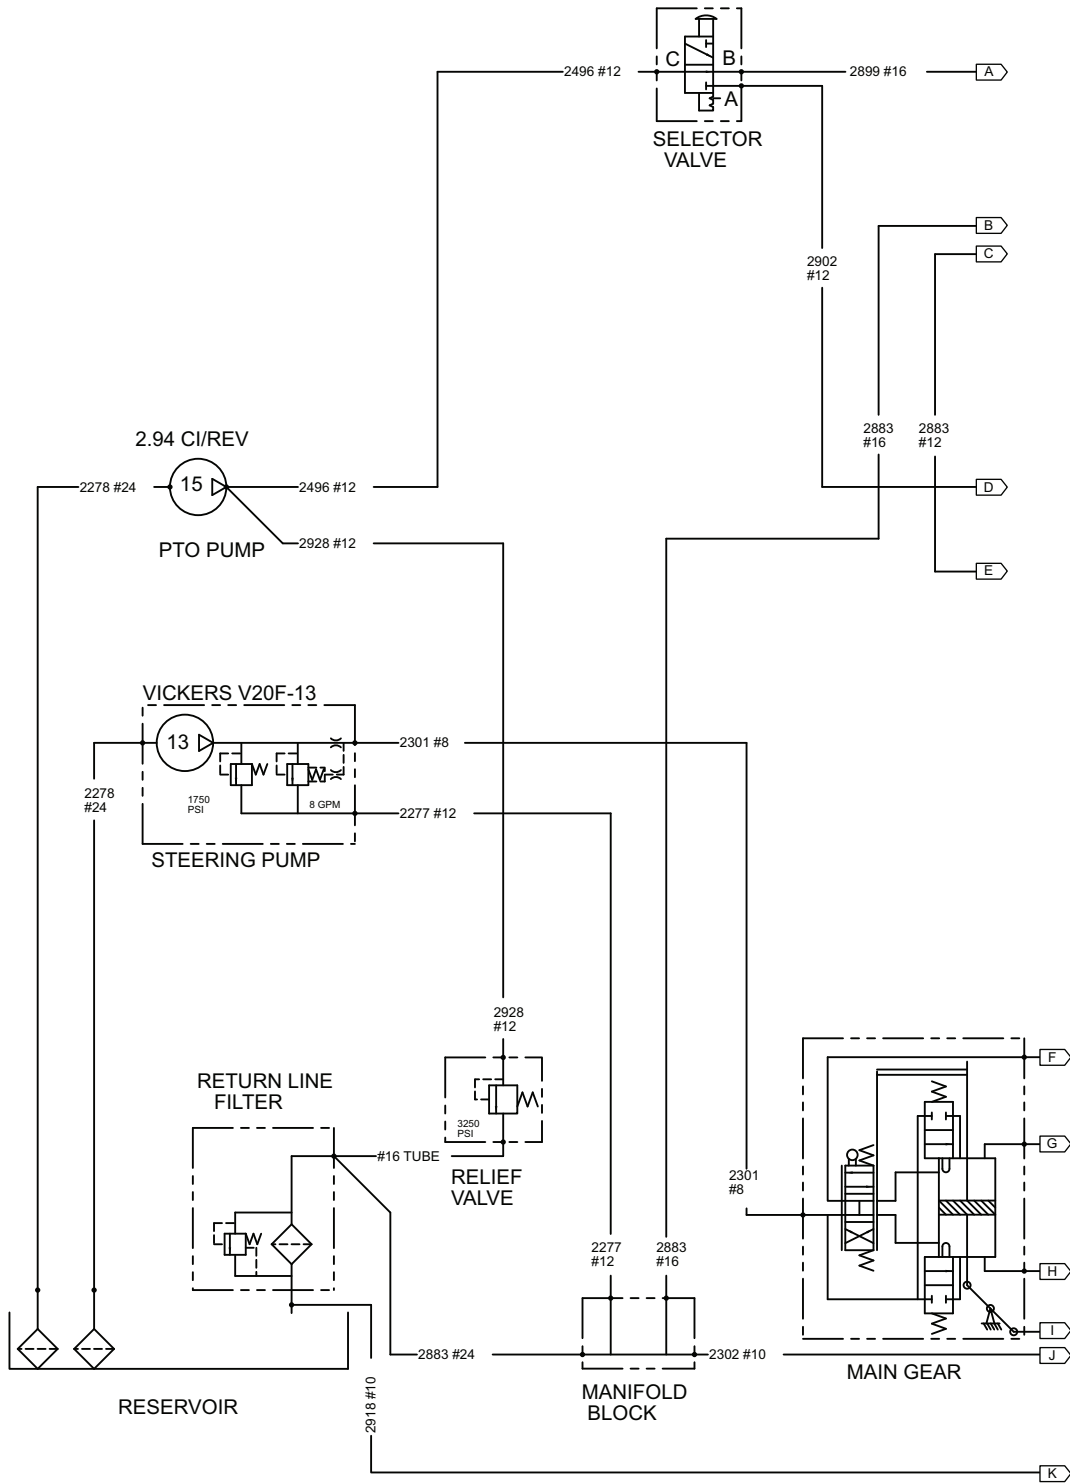 C
B
A
2496 #12
2899 #16
A
SELECTOR
VALVE
B
C
2902
#12
2883
#16
2883
#12
2.94 CI/REV
2278 #24
15
2496 #12
D
PTO PUMP
2928 #12
E
VICKERS V20F-13
13
2301 #8
2278
#24
1750
PSI
8 GPM
2277 #12
STEERING PUMP
2928
#12
RETURN LINE
FILTER
3250
PSI
#16 TUBE
RELIEF
VALVE
F
G
2301
#8
2277
#12
2883
#16
H
I
2883 #24
2302 #10
J
MAIN GEAR
MANIFOLD
BLOCK
RESERVOIR
2918 #10
K